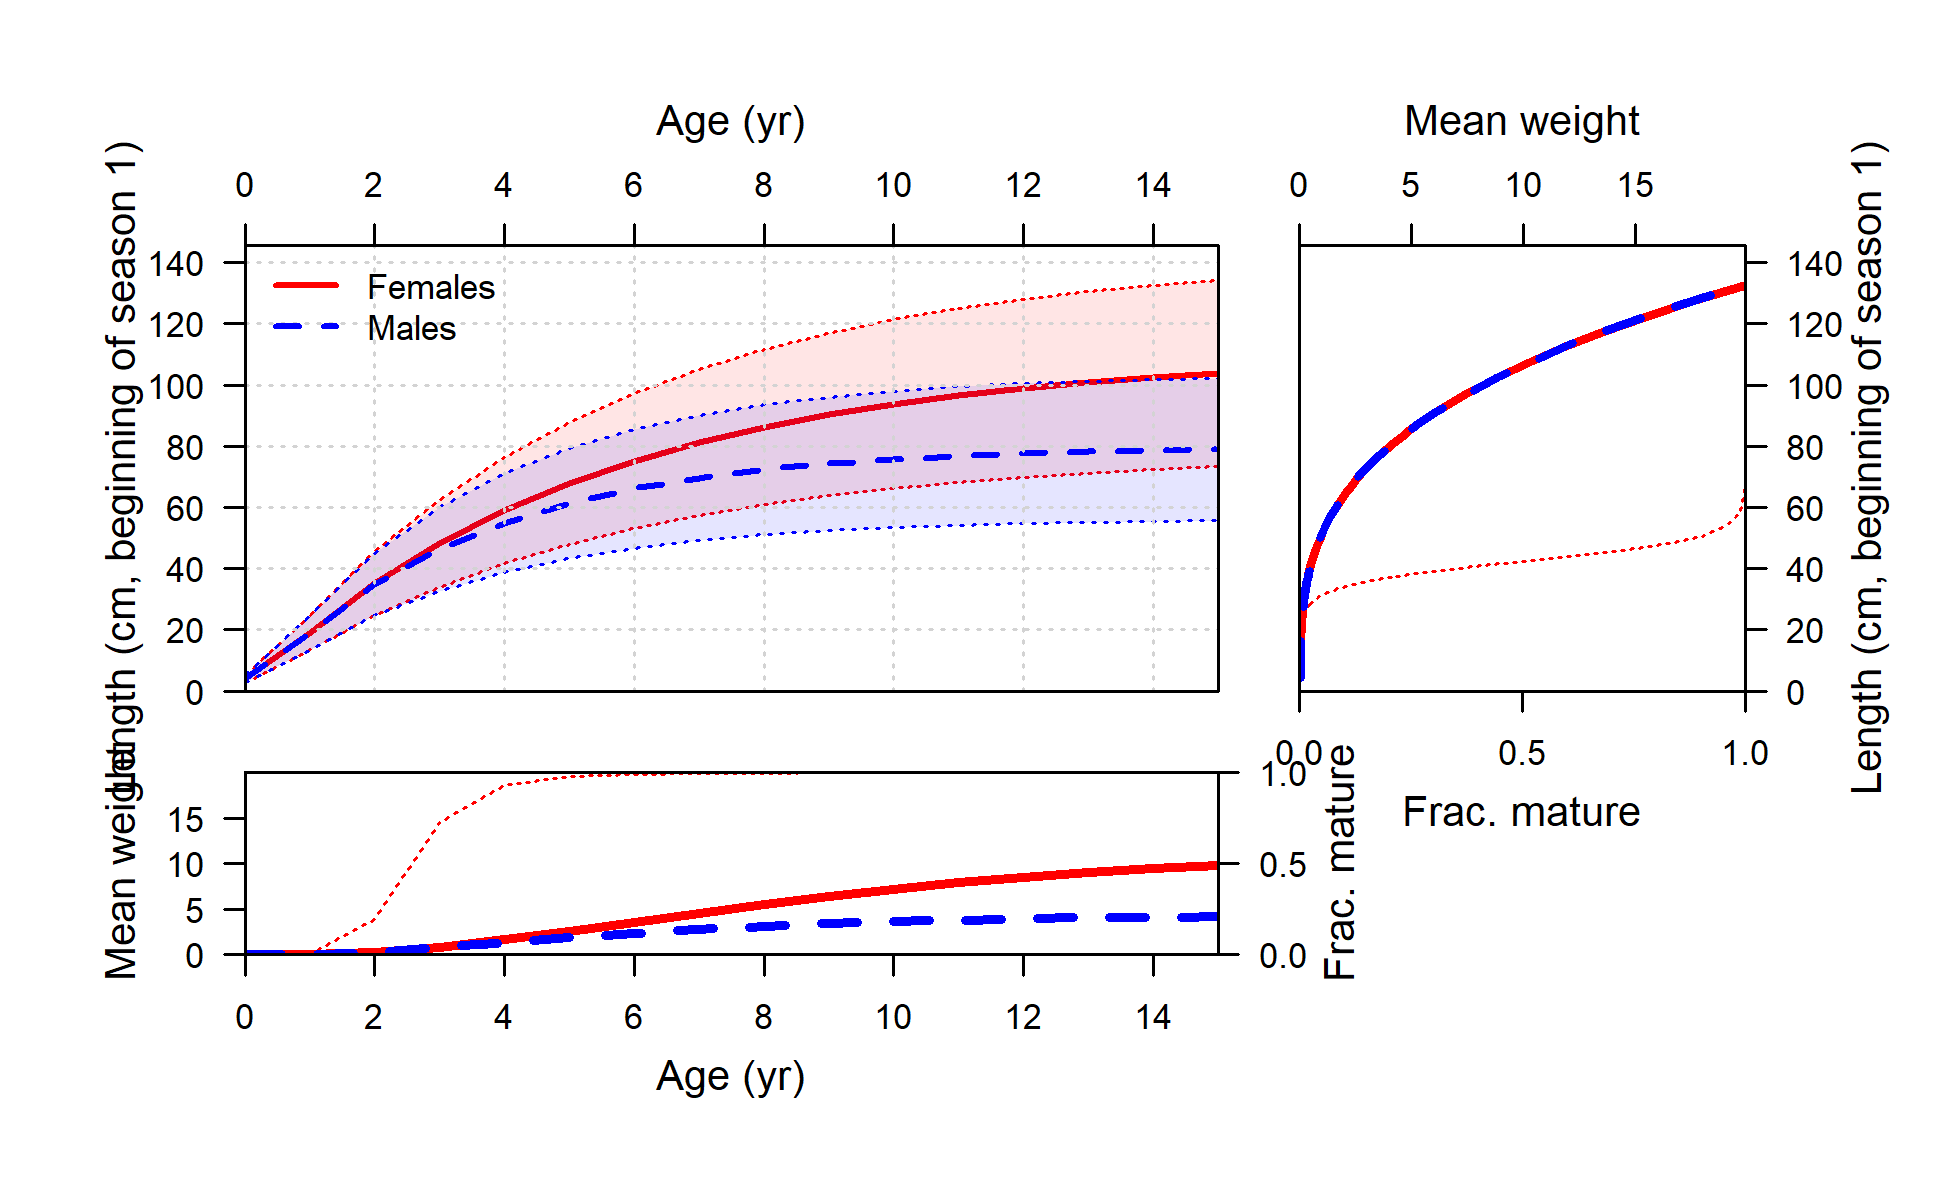 Age (yr)
0 2 4 6 8 10 12 14
Length (cm, beginning of season 1)
140
120
100
80
60
40
20
0
Females
Males
Mean weight
0 5 10 15
Length (cm, beginning of season 1)
140
120
100
80
60
40
20
0
0.0 0.5 1.0
Frac. mature
Mean weight
15
10
5
0
1.0
0.5
0.0
Frac. mature
0 2 4 6 8 10 12 14
Age (yr)